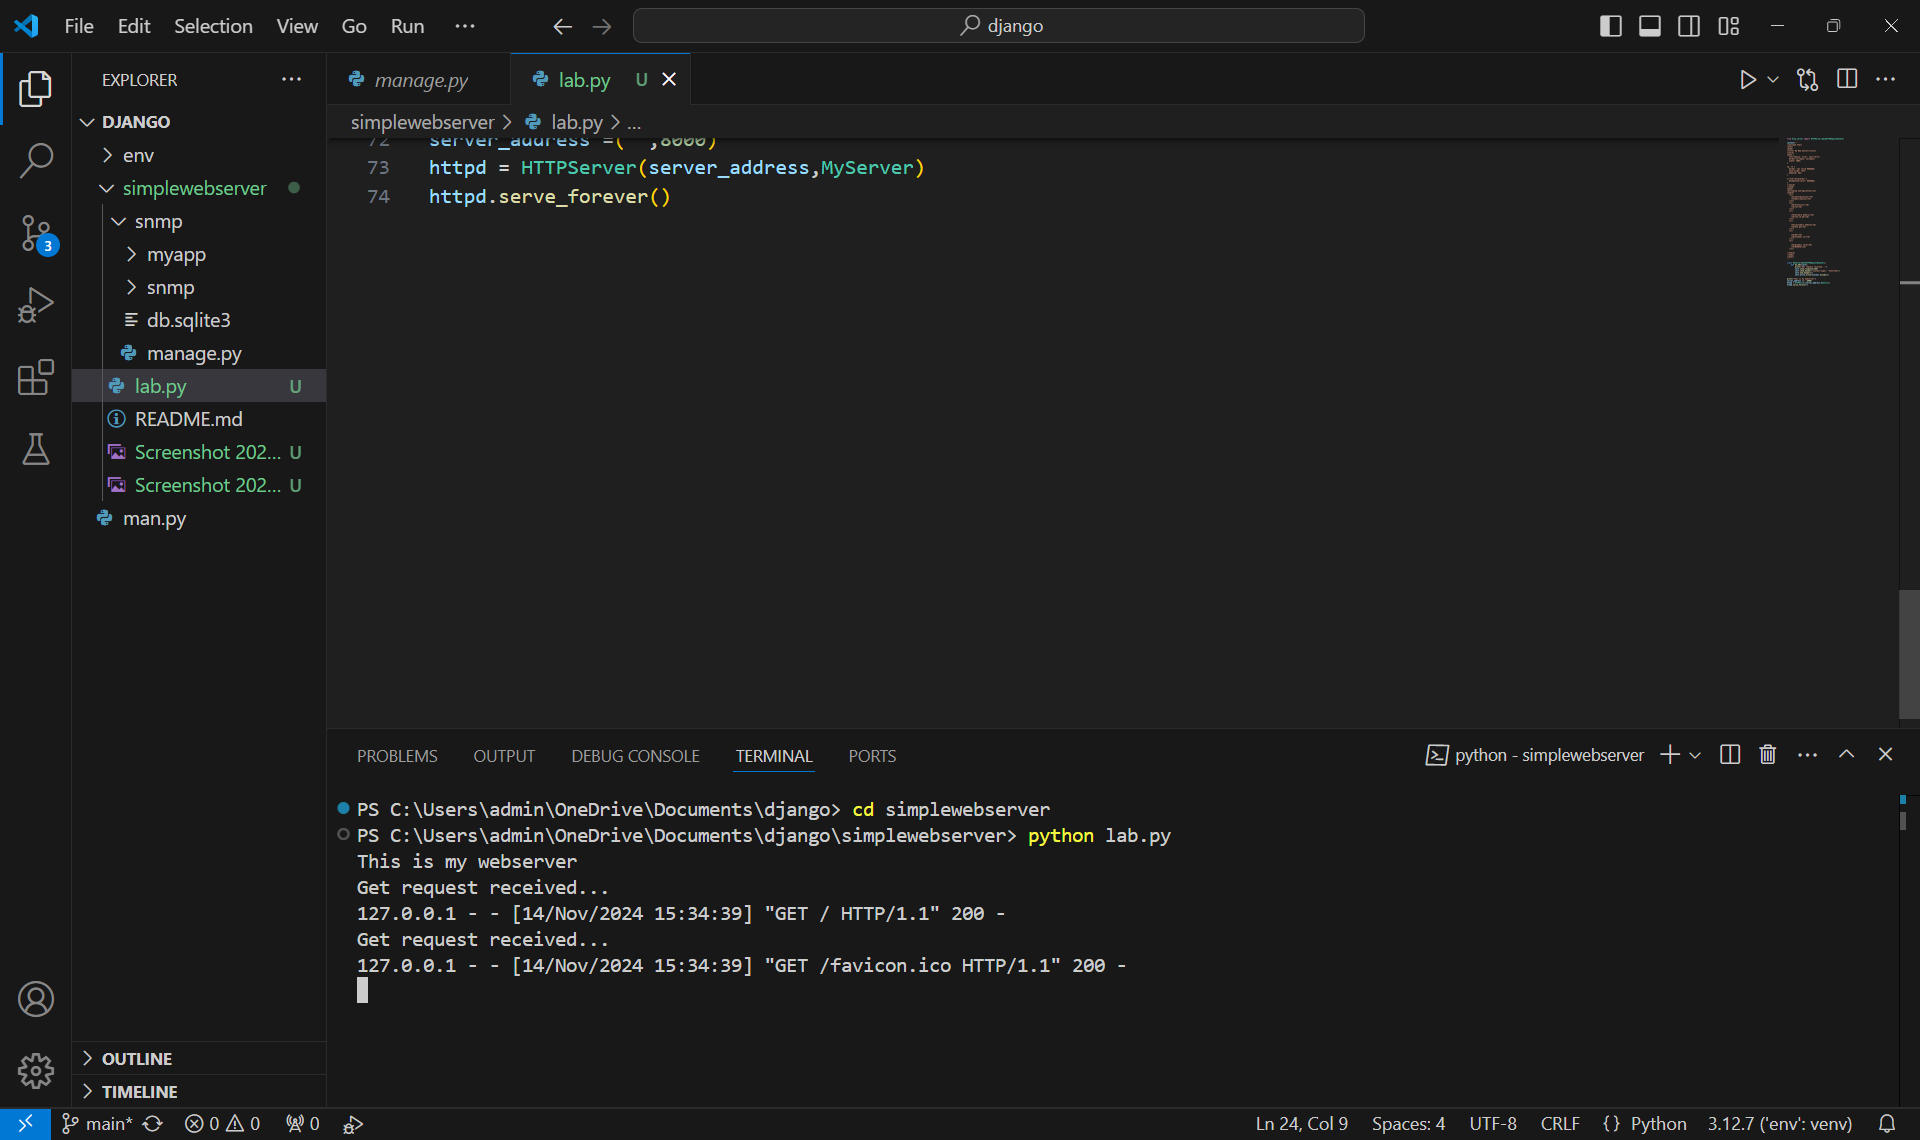 File Edit Selection View Go Run ··· django
EXPLORER ···
DJANGO
env
simplewebserver
snmp
myapp
snmp
db.sqlite3
manage.py
lab.py U
README.md
Screenshot 202... U
Screenshot 202... U
man.py
OUTLINE
TIMELINE
3
manage.py lab.py U
simplewebserver > lab.py > ...
72 server_address =('',8000)
73 httpd = HTTPServer(server_address,MyServer)
74 httpd.serve_forever()
PROBLEMS OUTPUT DEBUG CONSOLE TERMINAL PORTS python - simplewebserver
PS C:\Users\admin\OneDrive\Documents\django> cd simplewebserver
PS C:\Users\admin\OneDrive\Documents\django\simplewebserver> python lab.py
This is my webserver
Get request received...
127.0.0.1 - - [14/Nov/2024 15:34:39] "GET / HTTP/1.1" 200 -
Get request received...
127.0.0.1 - - [14/Nov/2024 15:34:39] "GET /favicon.ico HTTP/1.1" 200 -
main* 0 0 0 Ln 24, Col 9 Spaces: 4 UTF-8 CRLF {} Python 3.12.7 ('env': venv)